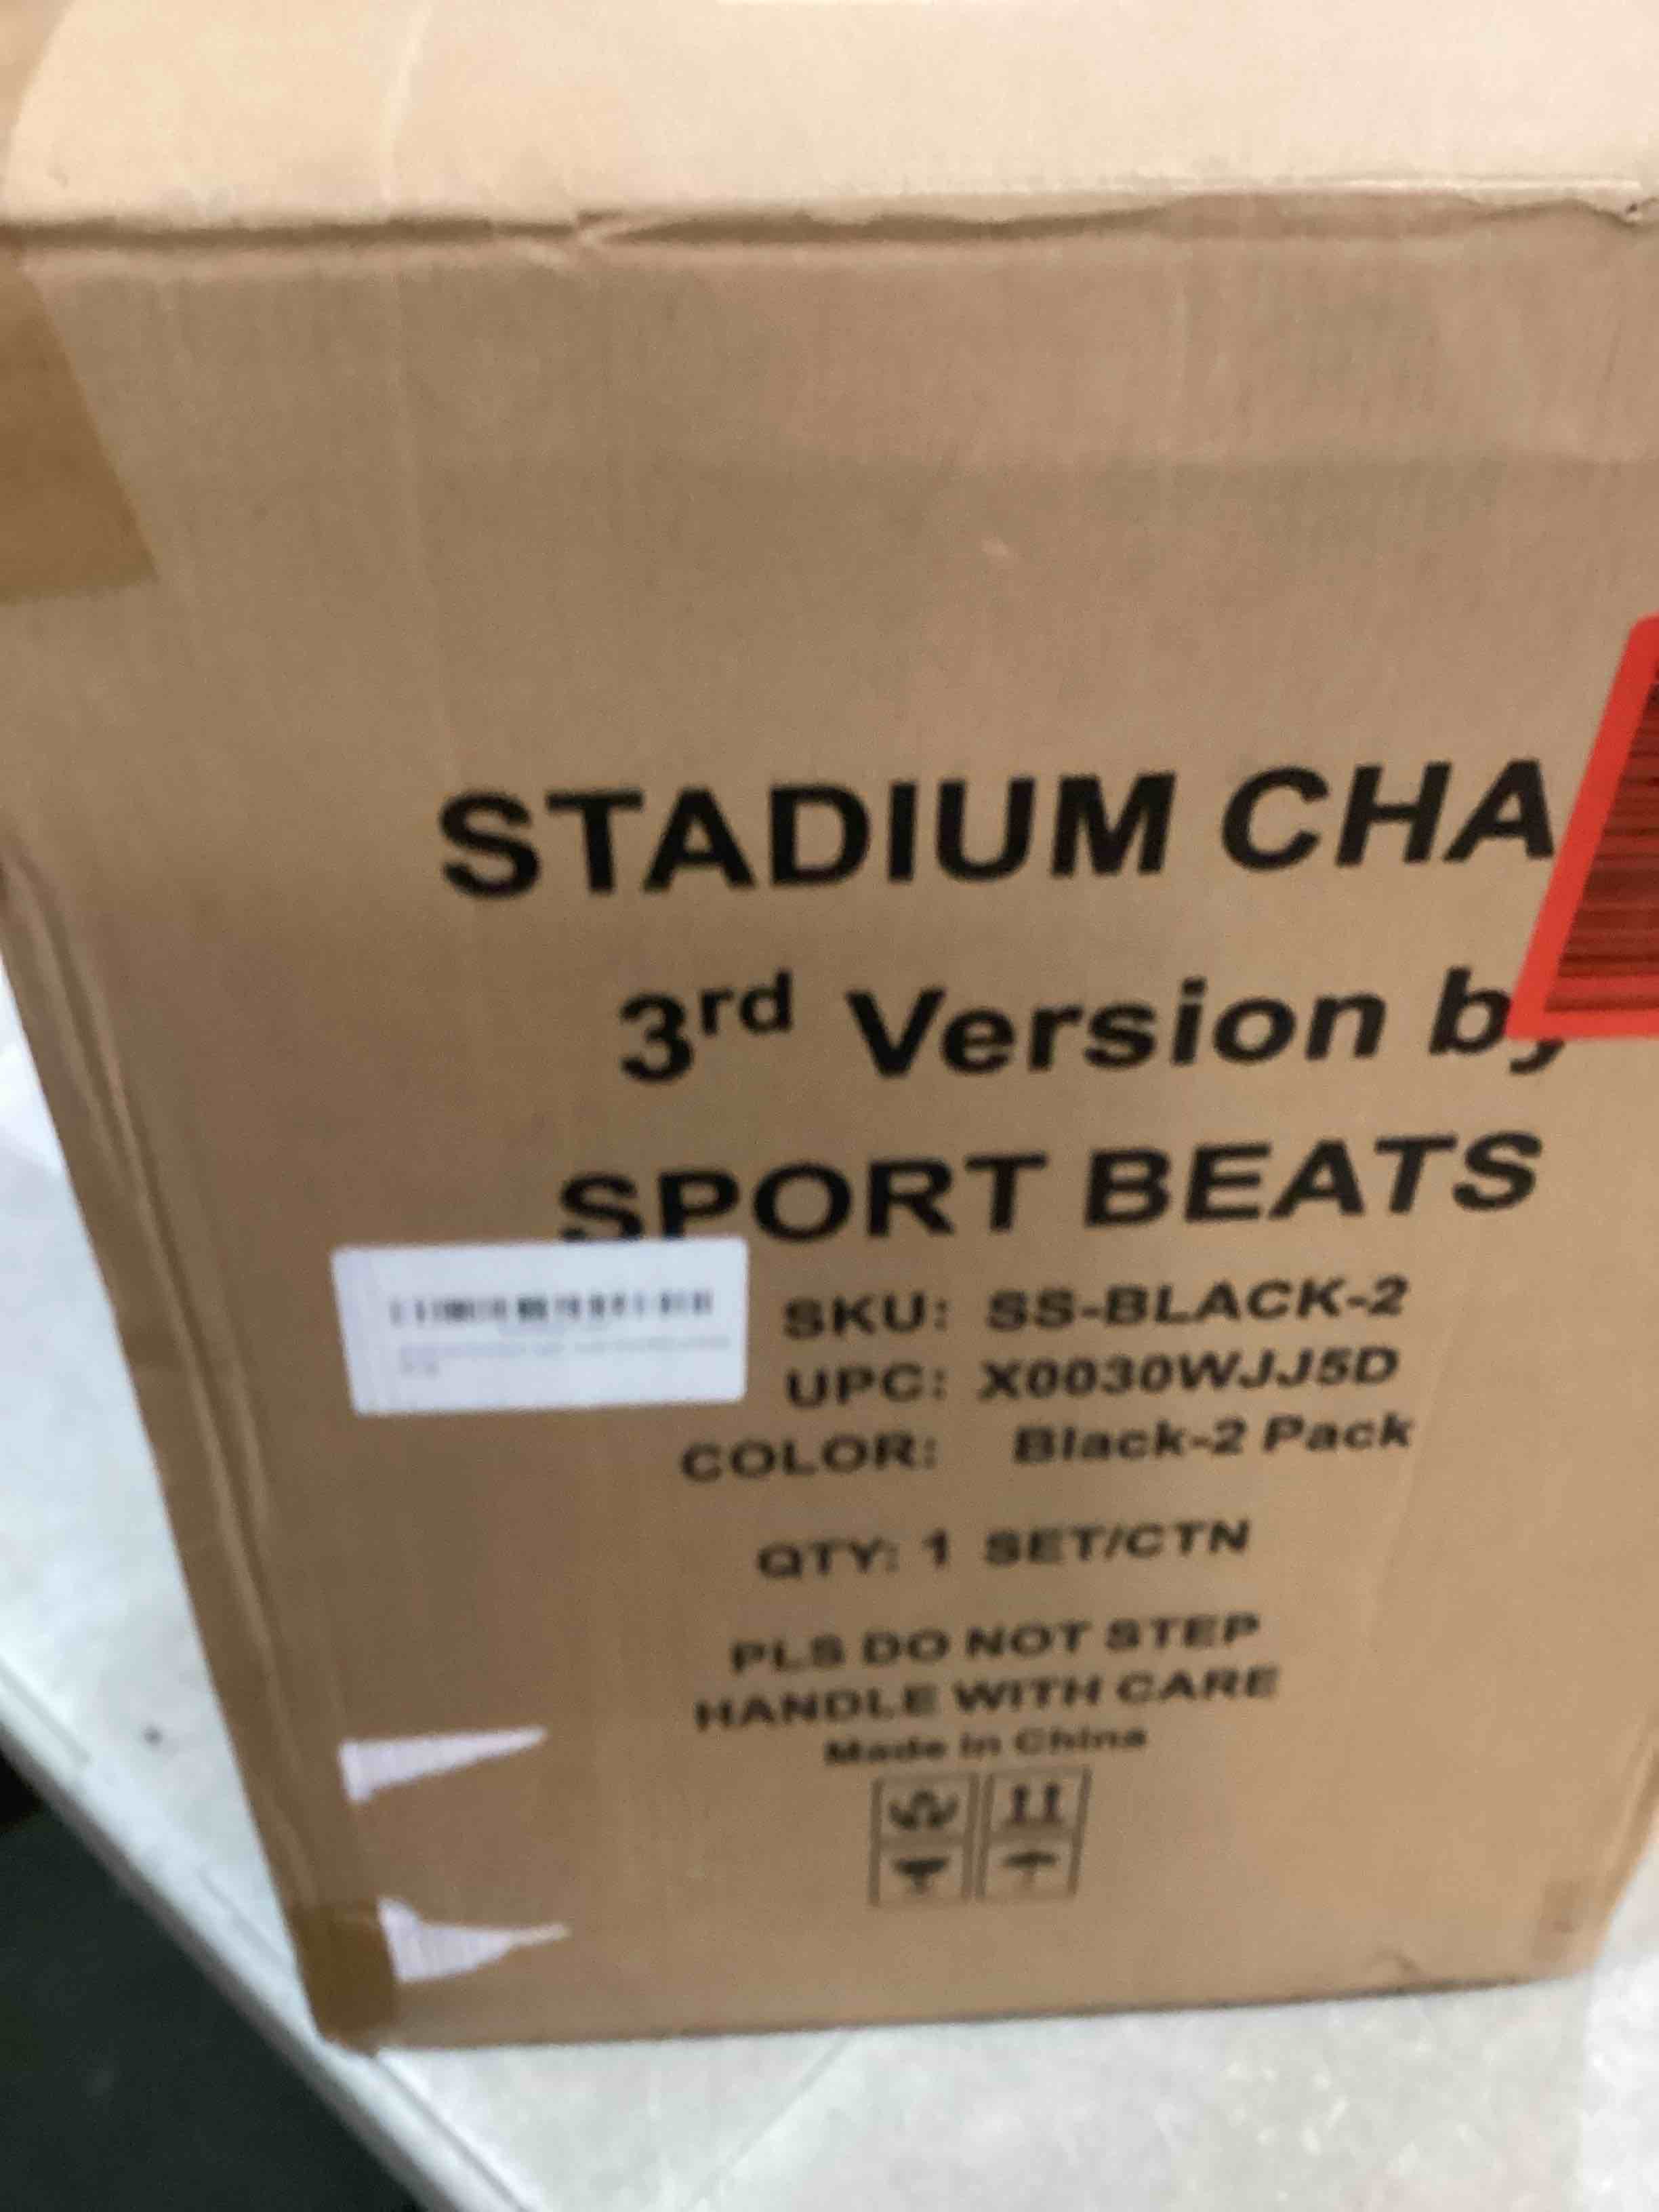 STADIUM CHA
3rd Version by
SPORT BEATS
SKU: SS-BLACK-2
UPC: X0030WJJ5D
COLOR: Black-2 Pack
QTY: 1 SET/CTN
PLS DO NOT STEP
HANDLE WITH CARE
Made in China